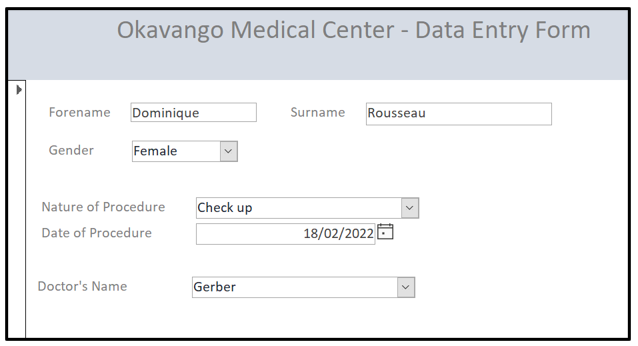 Okavango Medical Center - Data Entry Form
Forename Dominique Surname Rousseau
Gender Female
Nature of Procedure Check up
Date of Procedure 18/02/2022
Doctor's Name Gerber